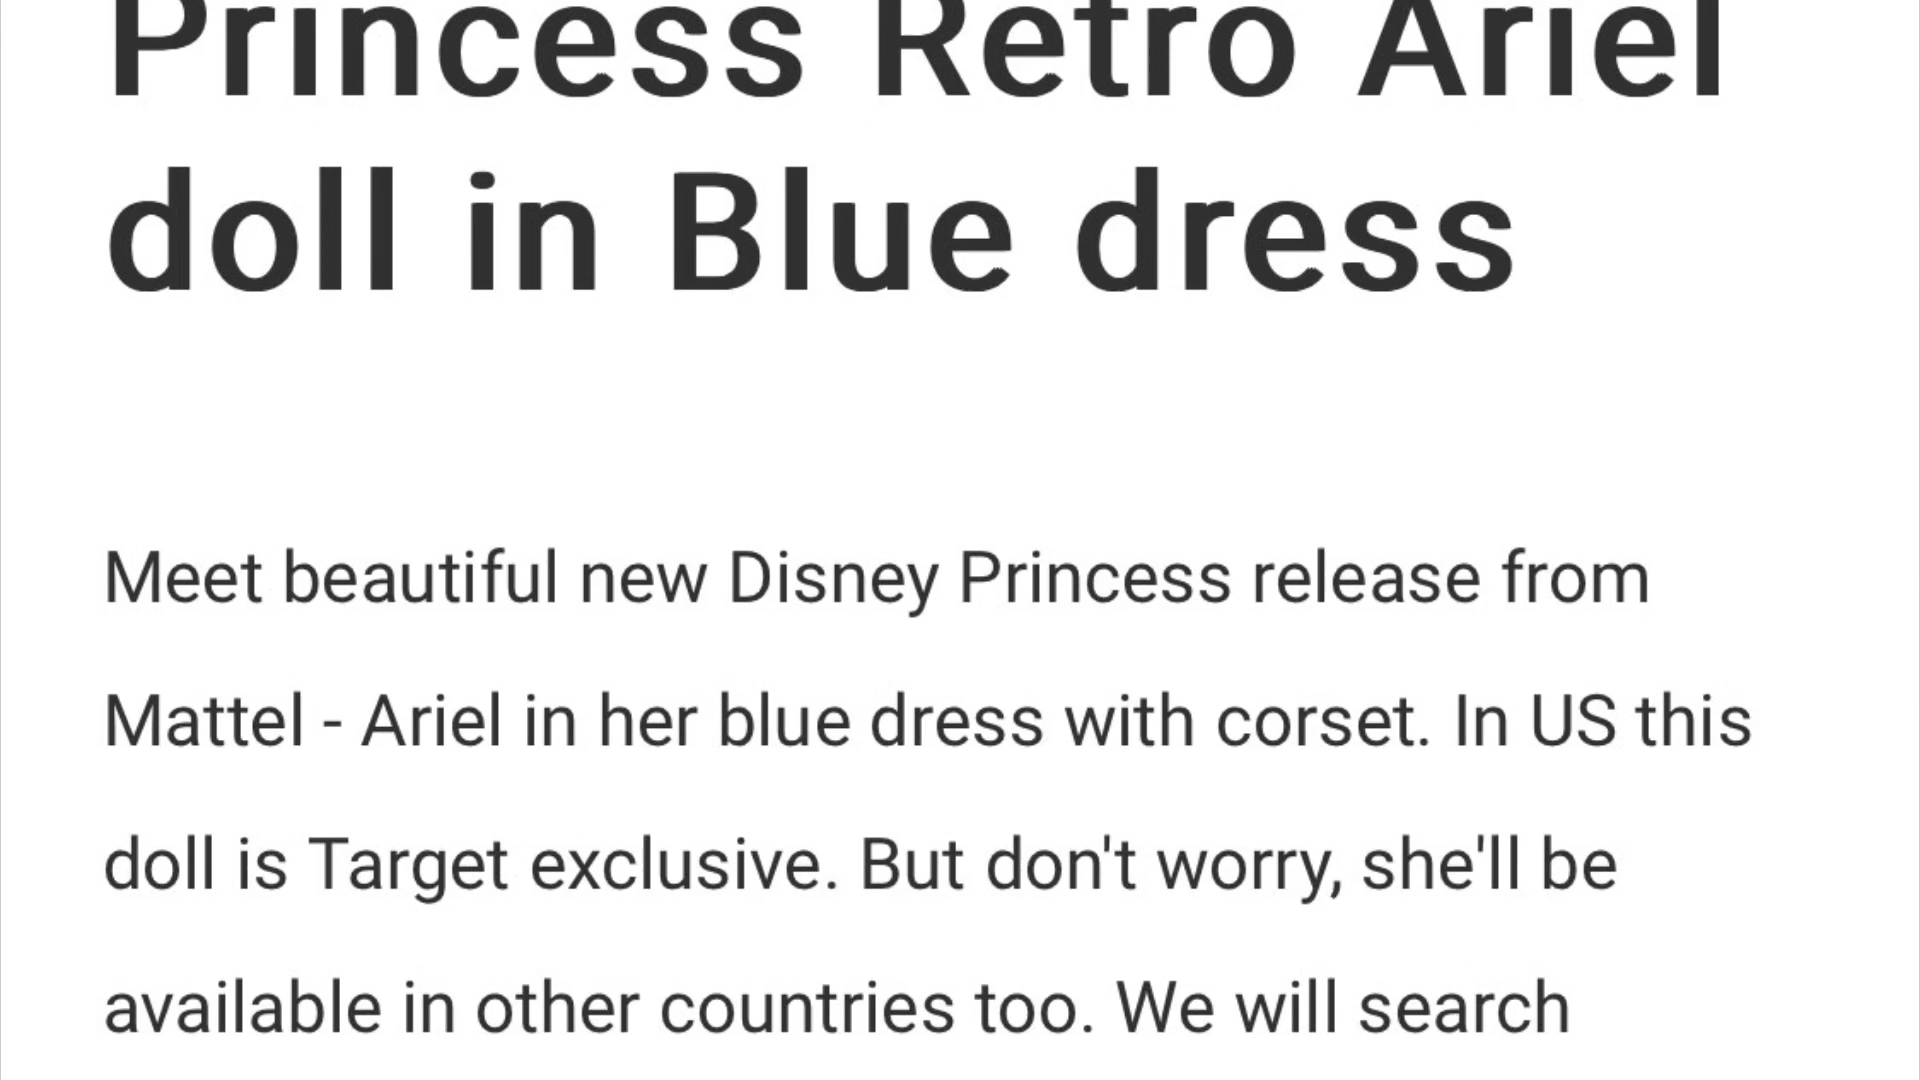 Princess Retro Ariel
doll in Blue dress
Meet beautiful new Disney Princess release from
Mattel - Ariel in her blue dress with corset. In US this
doll is Target exclusive. But don't worry, she'll be
available in other countries too. We will search